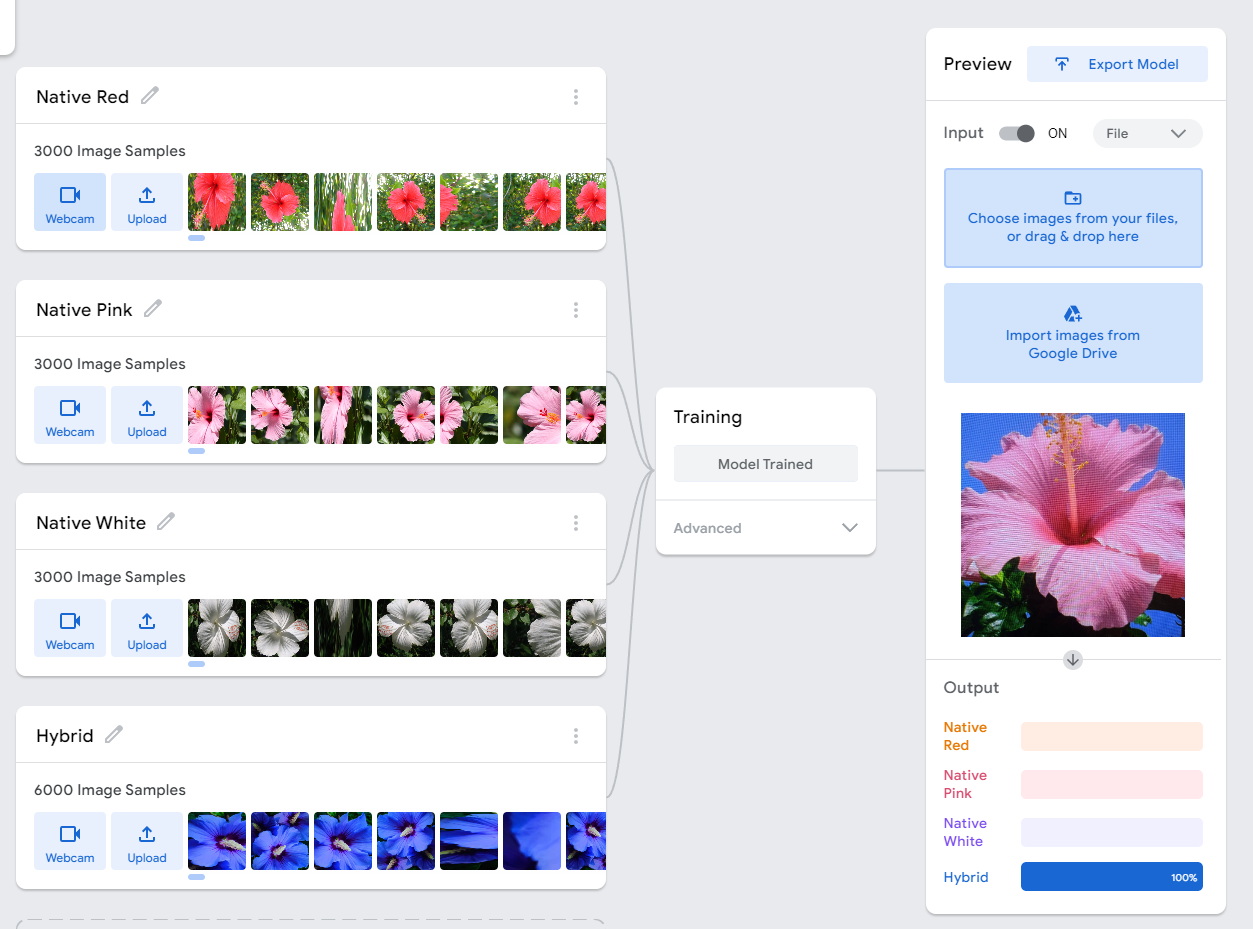 Native Red
3000 Image Samples
Webcam
Upload
Native Pink
3000 Image Samples
Webcam
Upload
Native White
3000 Image Samples
Webcam
Upload
Hybrid
6000 Image Samples
Webcam
Upload
Training
Model Trained
Advanced
Preview
Export Model
Input
ON
File
Choose images from your files,
or drag & drop here
Import images from
Google Drive
Output
Native
Red
Native
Pink
Native
White
Hybrid
100%